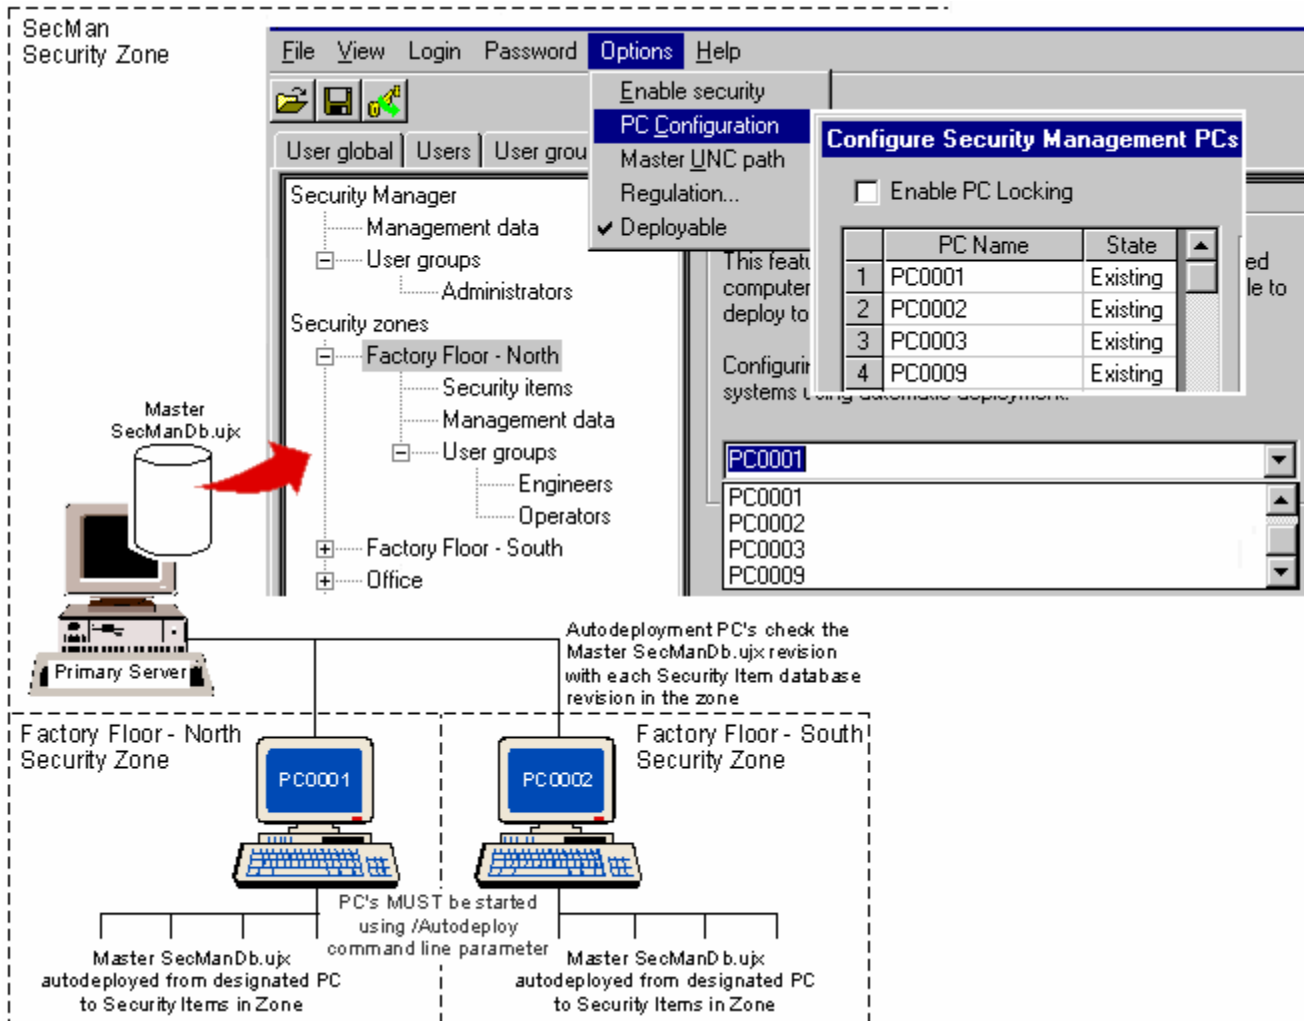 SecMan
Security Zone
File View Login Password Options Help
Enable security
PC Configuration
Master UNC path
Regulation...
Deployable
Configure Security Management PCs
Enable PC Locking
PC Name State
1 PC0001 Existing
2 PC0002 Existing
3 PC0003 Existing
4 PC0009 Existing
User global Users User grou
Security Manager
Management data
User groups
Administrators
Security zones
Factory Floor - North
Security items
Management data
User groups
Engineers
Operators
Factory Floor - South
Office
This featu ed
computer le to
deploy to
Configurin
systems using automatic deployment.
PC0001
PC0001
PC0002
PC0003
PC0009
Master
SecManDb.ujx
Primary Server
Autodeployment PC's check the
Master SecManDb.ujx revision
with each Security Item database
revision in the zone
Factory Floor - North
Security Zone
PC0001
Factory Floor - South
Security Zone
PC0002
PC's MUST be started
using /Autodeploy
command line parameter
Master SecManDb.ujx
autodeployed from designated PC
to Security Items in Zone
Master SecManDb.ujx
autodeployed from designated PC
to Security Items in Zone